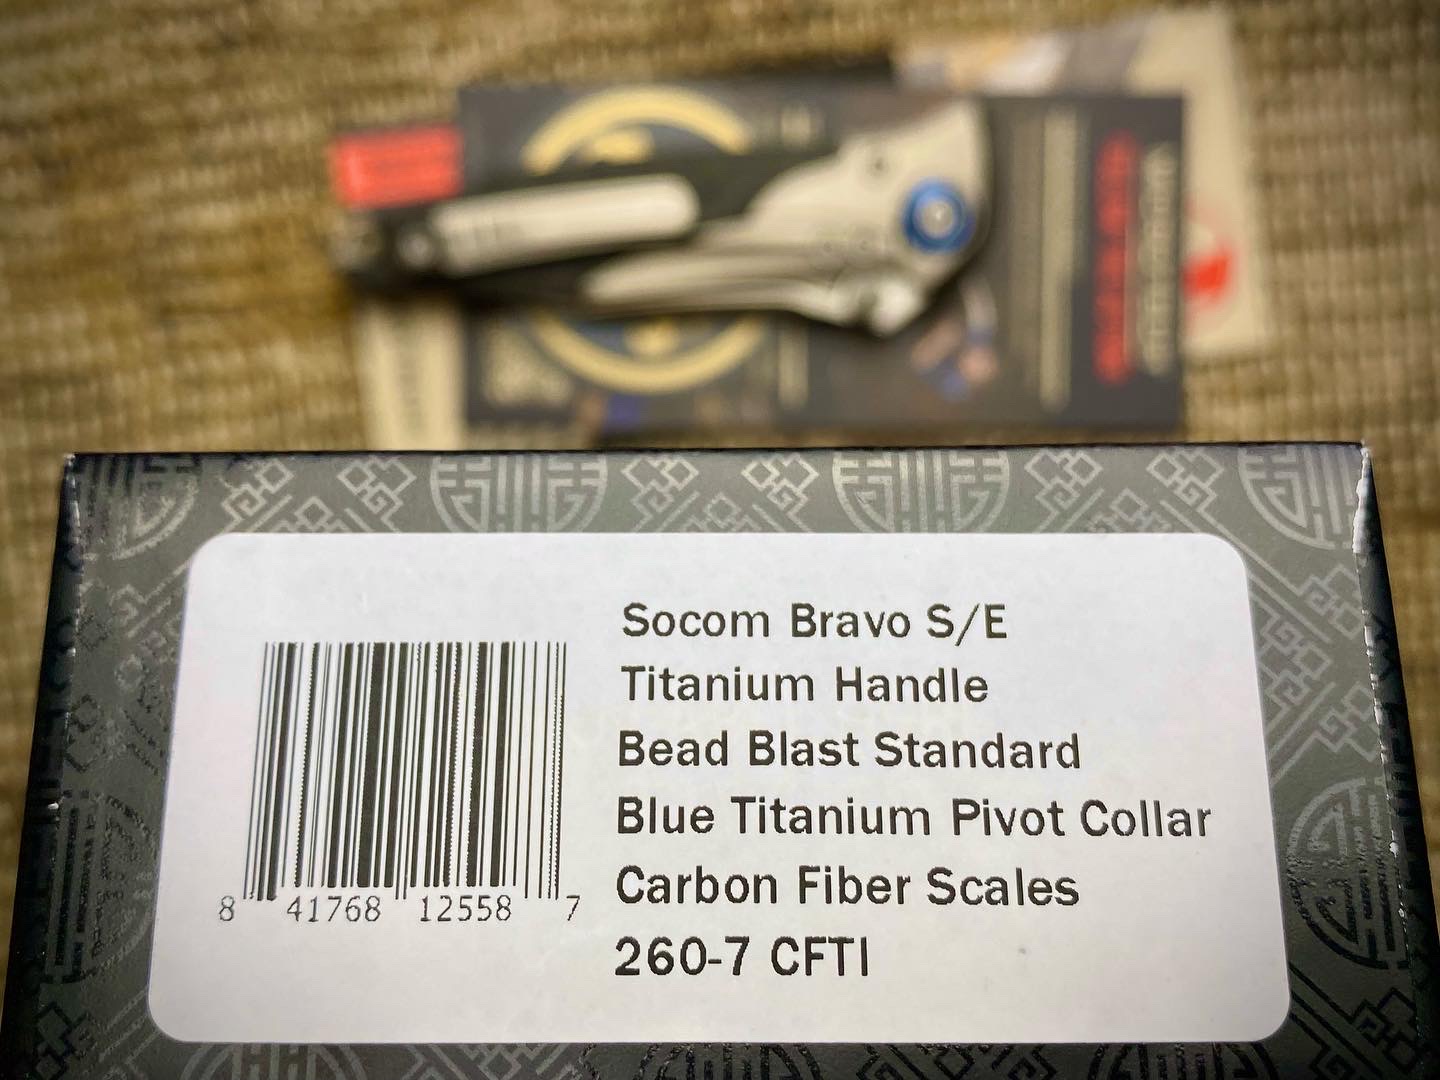 Socom Bravo S/E
Titanium Handle
Bead Blast Standard
Blue Titanium Pivot Collar
Carbon Fiber Scales
260-7 CFTI
8 41768 12558 7